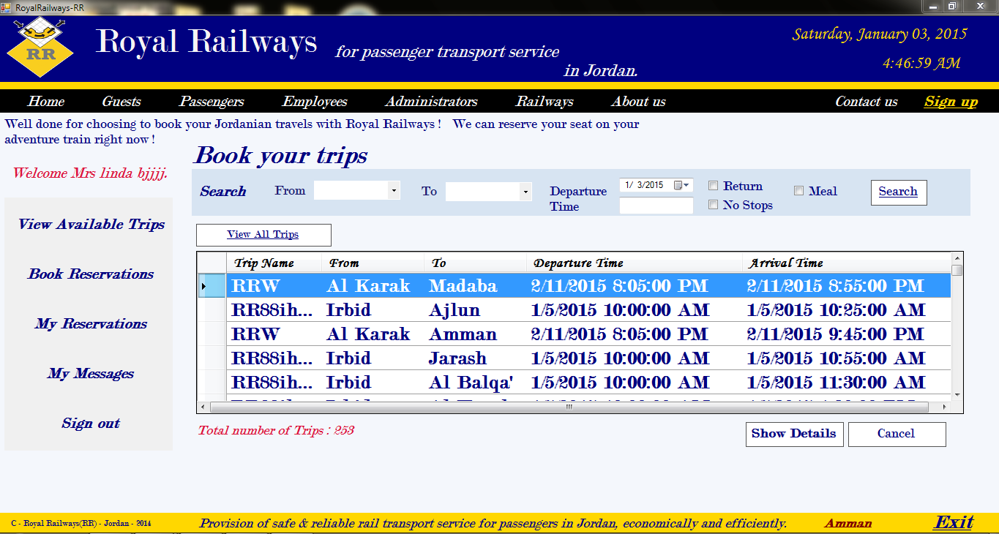 RoyalRailways-RR
RR
Royal Railways
for passenger transport service
in Jordan.
Saturday, January 03, 2015
4:46:59 AM
Home Guests Passengers Employees Administrators Railways About us Contact us Sign up
Well done for choosing to book your Jordanian travels with Royal Railways ! We can reserve your seat on your
adventure train right now !
Welcome Mrs linda bjjjj.
View Available Trips
Book Reservations
My Reservations
My Messages
Sign out
Book your trips
Search From To Departure 1/ 3/2015 Return Meal Search
Time No Stops
View All Trips
Trip Name From To Departure Time Arrival Time
RRW Al Karak Madaba 2/11/2015 8:05:00 PM 2/11/2015 8:55:00 PM
RR88ih... Irbid Ajlun 1/5/2015 10:00:00 AM 1/5/2015 10:25:00 AM
RRW Al Karak Amman 2/11/2015 8:05:00 PM 2/11/2015 9:45:00 PM
RR88ih... Irbid Jarash 1/5/2015 10:00:00 AM 1/5/2015 10:55:00 AM
RR88ih... Irbid Al Balqa' 1/5/2015 10:00:00 AM 1/5/2015 11:30:00 AM
Total number of Trips : 253
Show Details Cancel
C - Royal Railways(RR) - Jordan - 2014
Provision of safe & reliable rail transport service for passengers in Jordan, economically and efficiently.
Amman
Exit